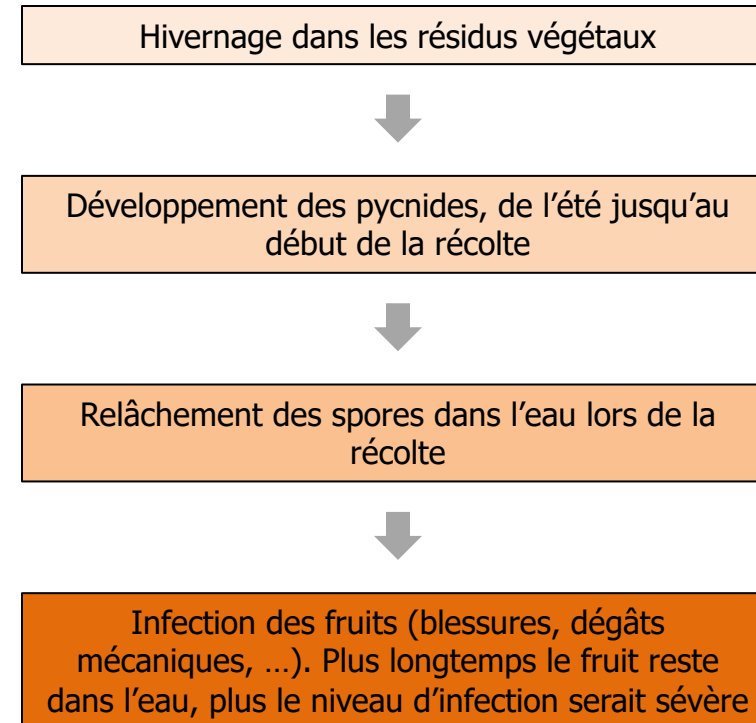 Hivernage dans les résidus végétaux
Développement des pycnides, de l’été jusqu’au
début de la récolte
Relâchement des spores dans l’eau lors de la
récolte
Infection des fruits (blessures, dégâts
mécaniques, …). Plus longtemps le fruit reste
dans l’eau, plus le niveau d’infection serait sévère